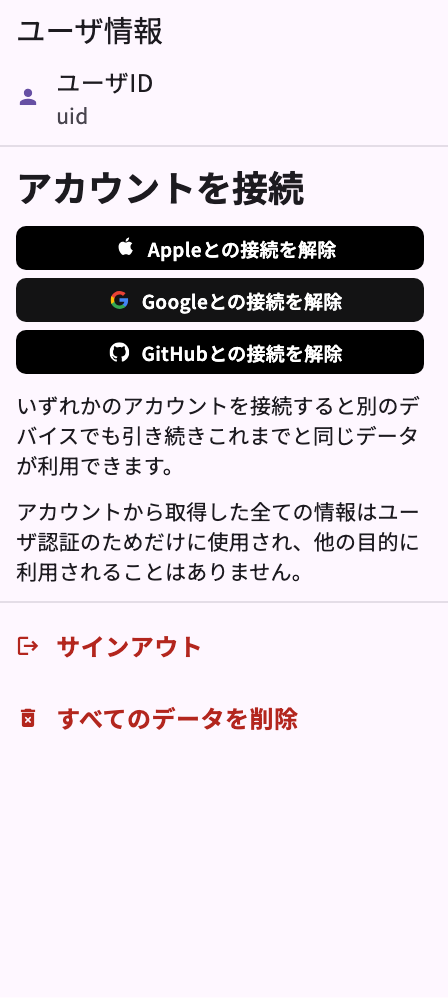 ユーザ情報
ユーザID
uid
アカウントを接続
Appleとの接続を解除
Googleとの接続を解除
GitHubとの接続を解除
いずれかのアカウントを接続すると別のデ
バイスでも引き続きこれまでと同じデータ
が利用できます。
アカウントから取得した全ての情報はユー
ザ認証のためだけに使用され、他の目的に
利用されることはありません。
サインアウト
すべてのデータを削除